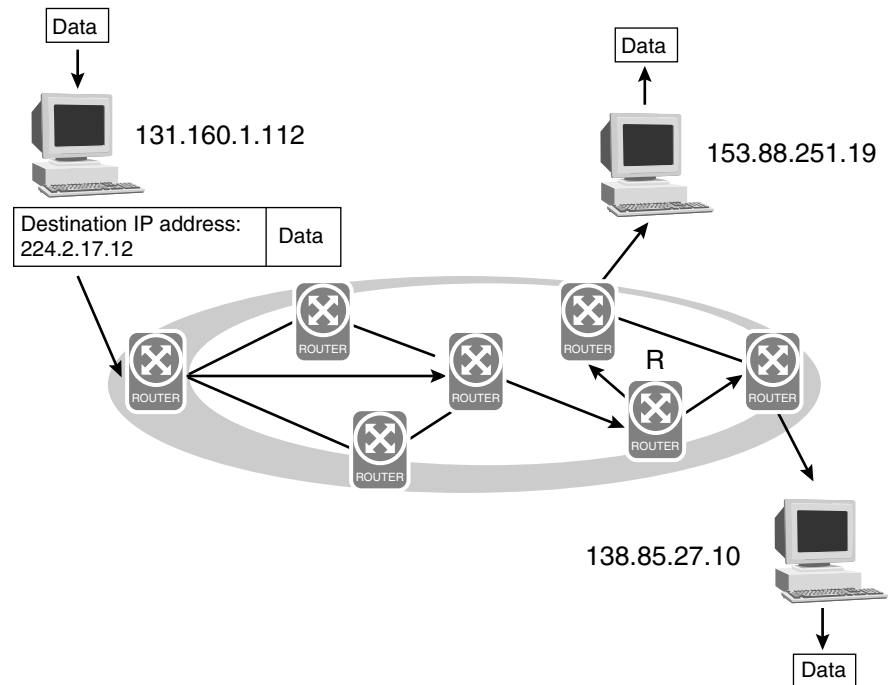 Data
Data
131.160.1.112
153.88.251.19
Destination IP address:
224.2.17.12
Data
ROUTER
ROUTER
ROUTER
ROUTER
R
ROUTER
ROUTER
ROUTER
138.85.27.10
Data